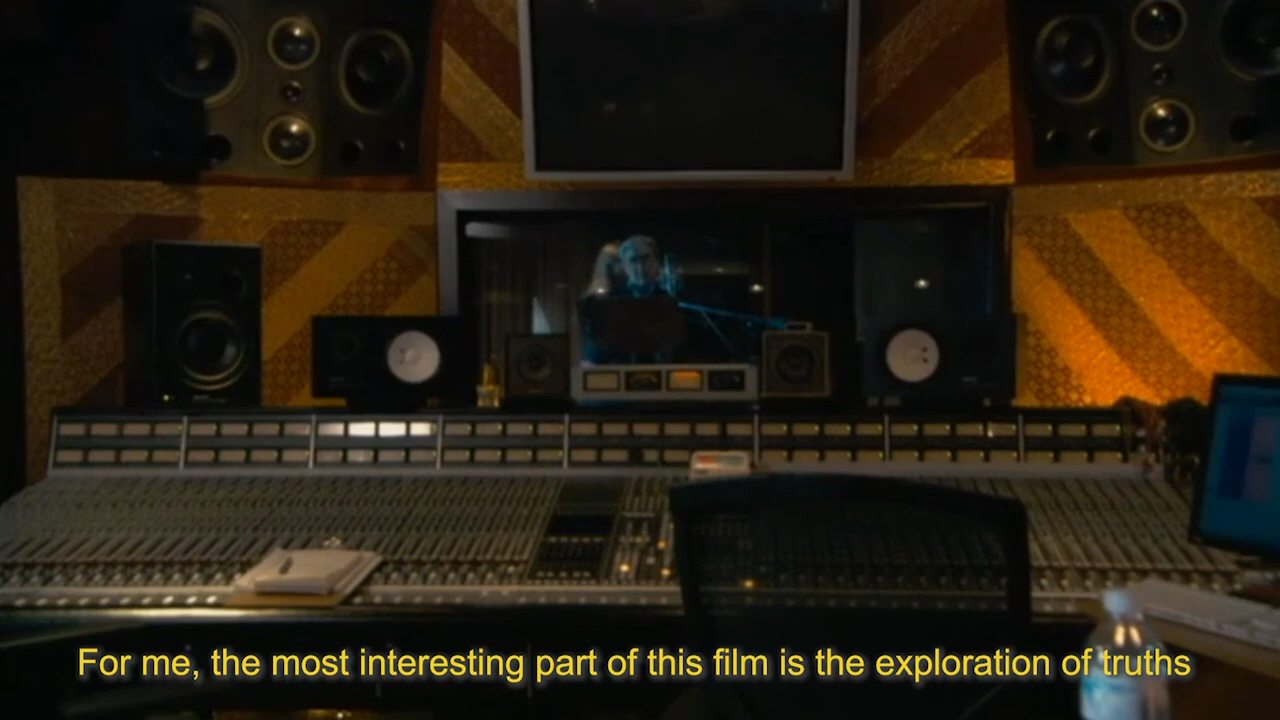 For me, the most interesting part of this film is the exploration of truths